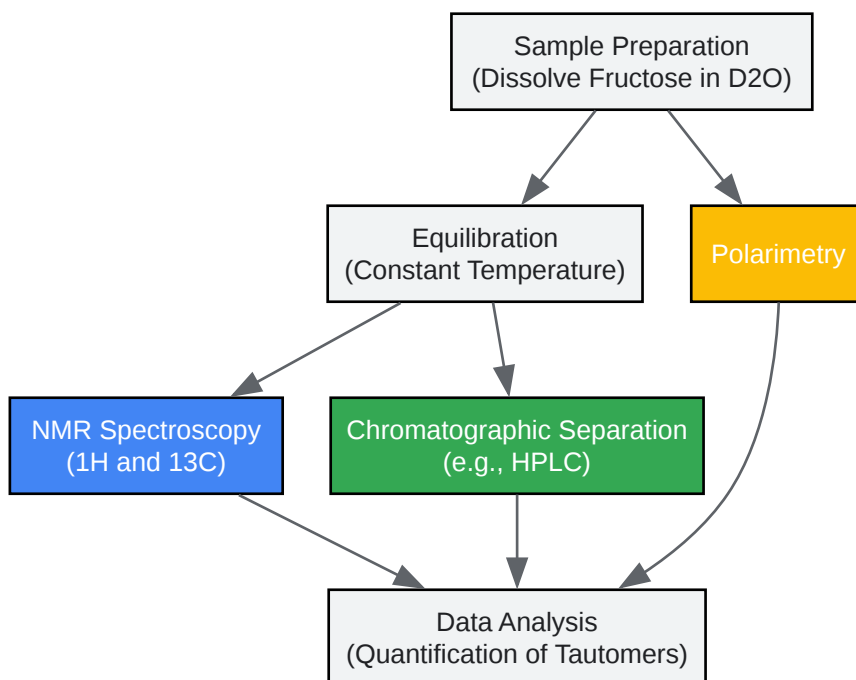 Sample Preparation
(Dissolve Fructose in D2O)
Equilibration
(Constant Temperature)
Polarimetry
NMR Spectroscopy
(1H and 13C)
Chromatographic Separation
(e.g., HPLC)
Data Analysis
(Quantification of Tautomers)